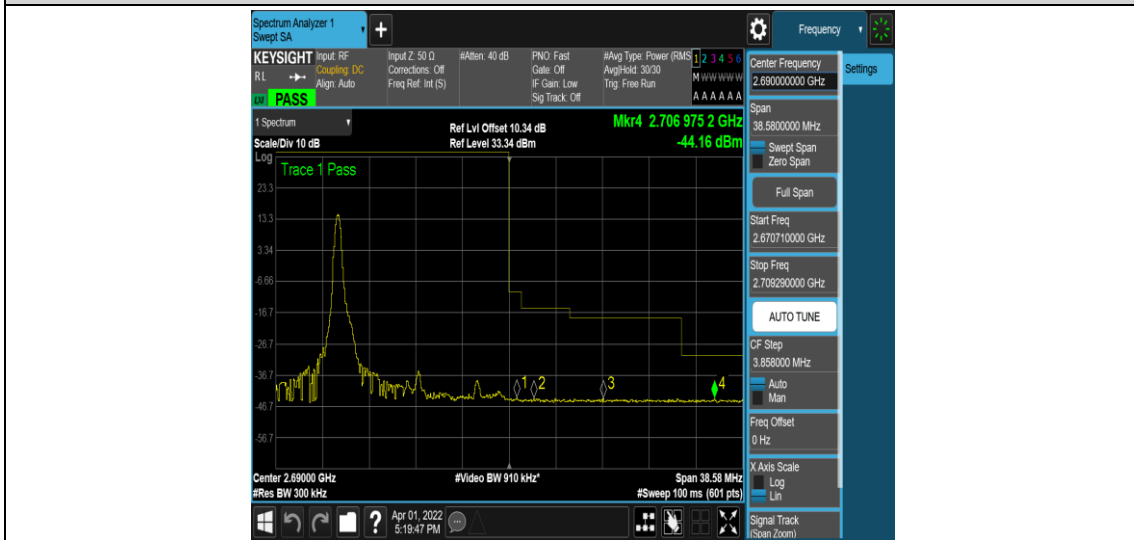 Spectrum Analyzer 1
Swept SA
+
Frequency
KEYSIGHT
RL
LXI
PASS
Input: RF
Coupling: DC
Align: Auto
Input Z: 50 Ω
Corrections: Off
Freq Ref: Int (S)
#Atten: 40 dB
PNO: Fast
Gate: Off
IF Gain: Low
Sig Track: Off
#Avg Type: Power (RMS
Avg|Hold: 30/30
Trig: Free Run
1 2 3 4 5 6
M W W W W W
A A A A A A
1 Spectrum
Scale/Div 10 dB
Ref Lvl Offset 10.34 dB
Ref Level 33.34 dBm
Mkr4 2.706 975 2 GHz
-44.16 dBm
Log
Trace 1 Pass
23.3
13.3
3.34
-6.66
-16.7
-26.7
-36.7
-46.7
-56.7
1
2
3
4
Center 2.69000 GHz
#Res BW 300 kHz
#Video BW 910 kHz*
Span 38.58 MHz
#Sweep 100 ms (601 pts)
Center Frequency
2.690000000 GHz
Settings
Span
38.5800000 MHz
Swept Span
Zero Span
Full Span
Start Freq
2.670710000 GHz
Stop Freq
2.709290000 GHz
AUTO TUNE
CF Step
3.858000 MHz
Auto
Man
Freq Offset
0 Hz
X Axis Scale
Log
Lin
Signal Track
(Span Zoom)
?
Apr 01, 2022
5:19:47 PM